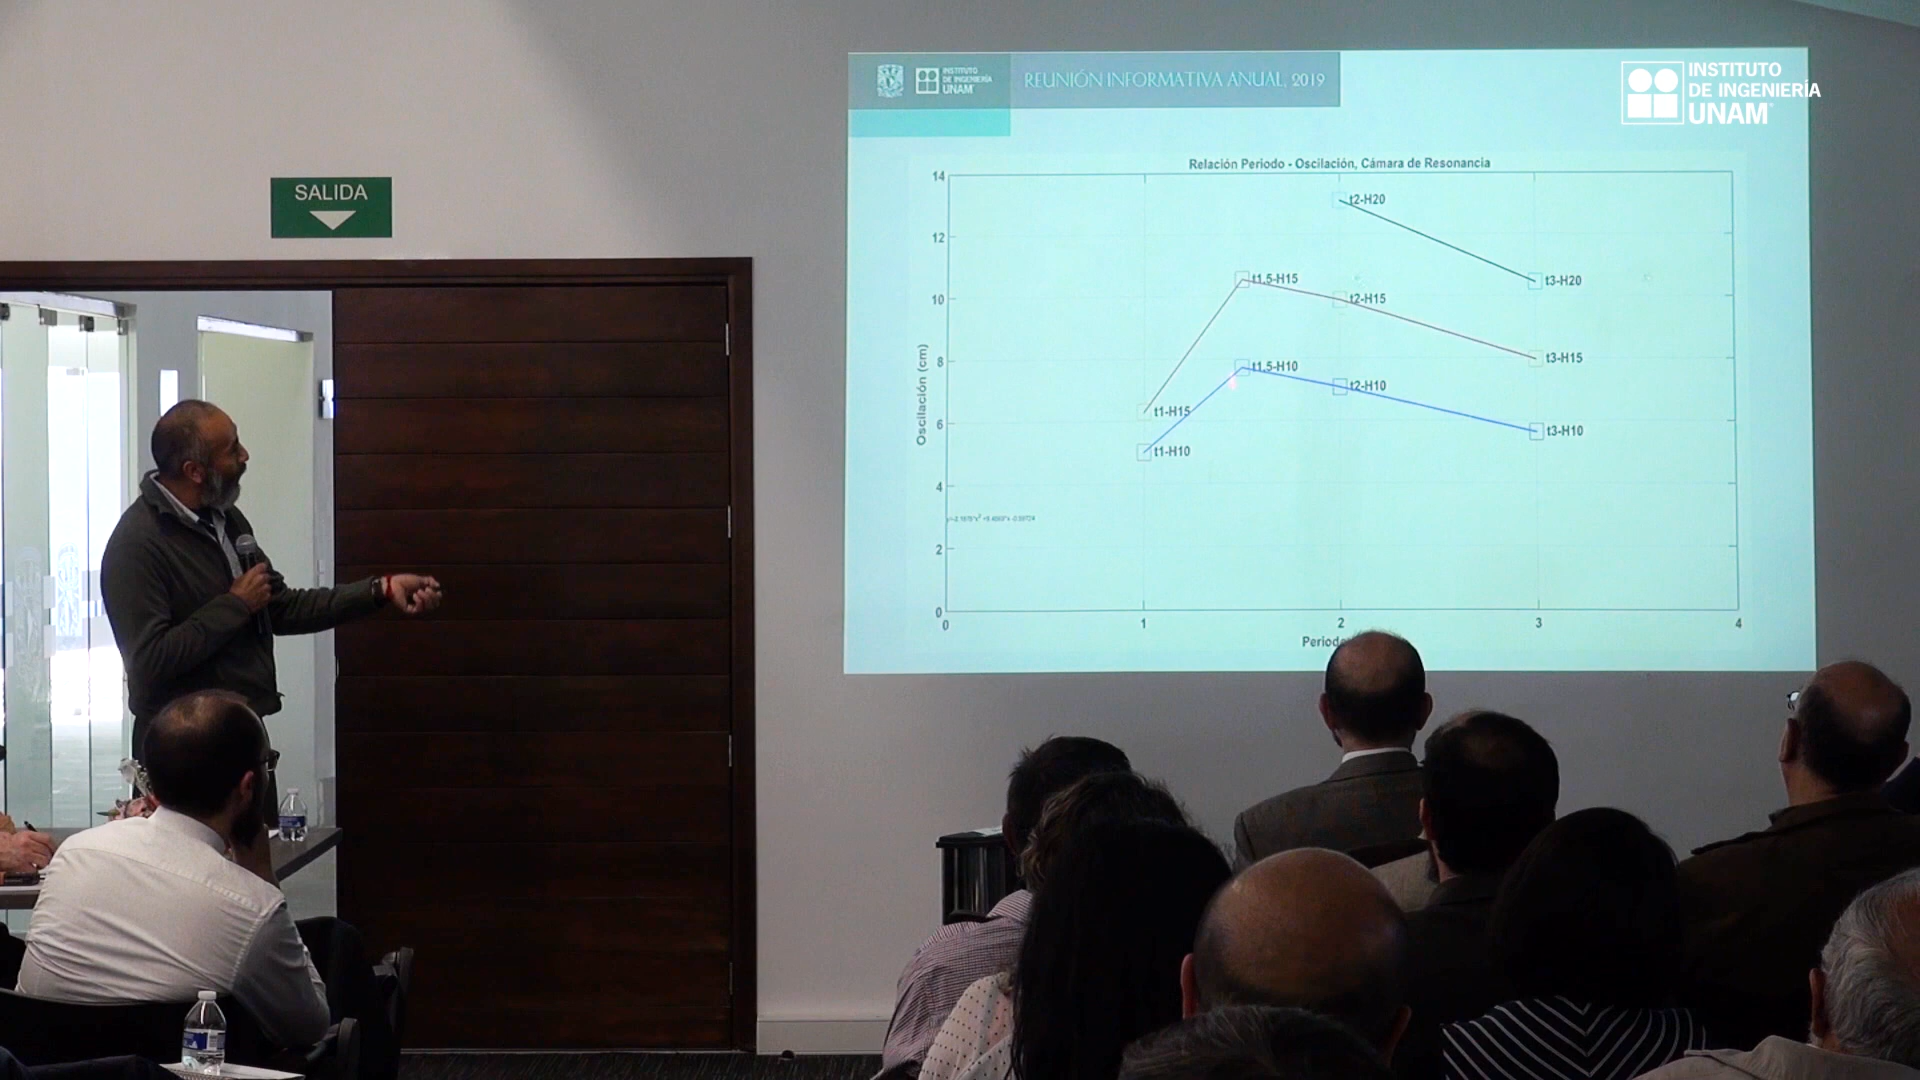 INSTITUTO
DE INGENIERÍA
UNAM
REUNIÓN INFORMATIVA ANUAL, 2019
INSTITUTO
DE INGENIERÍA
UNAM
SALIDA
Relación Periodo - Oscilación, Cámara de Resonancia
14
12
10
8
6
4
2
0
Oscilación (cm)
t2-H20
t3-H20
t1.5-H15
t2-H15
t3-H15
t1-H15
t1.5-H10
t2-H10
t3-H10
t1-H10
0
1
2
3
4
Periodo